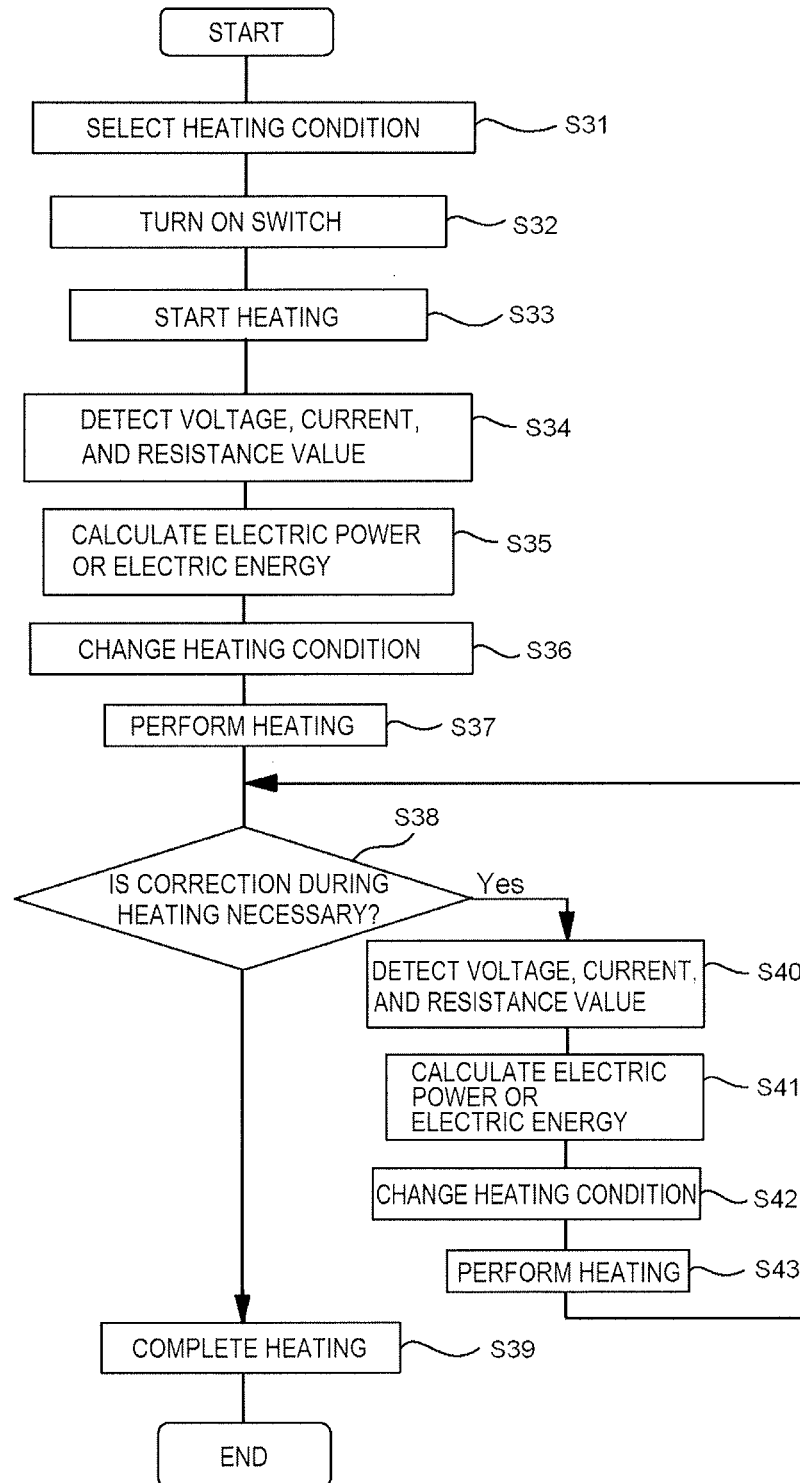 START
SELECT HEATING CONDITION
S31
TURN ON SWITCH
S32
START HEATING
S33
DETECT VOLTAGE, CURRENT,
AND RESISTANCE VALUE
S34
CALCULATE ELECTRIC POWER
OR ELECTRIC ENERGY
S35
CHANGE HEATING CONDITION
S36
PERFORM HEATING
S37
S38
IS CORRECTION DURING
HEATING NECESSARY?
Yes
DETECT VOLTAGE, CURRENT,
AND RESISTANCE VALUE
S40
CALCULATE ELECTRIC
POWER OR
ELECTRIC ENERGY
S41
CHANGE HEATING CONDITION
S42
PERFORM HEATING
S43
COMPLETE HEATING
S39
END